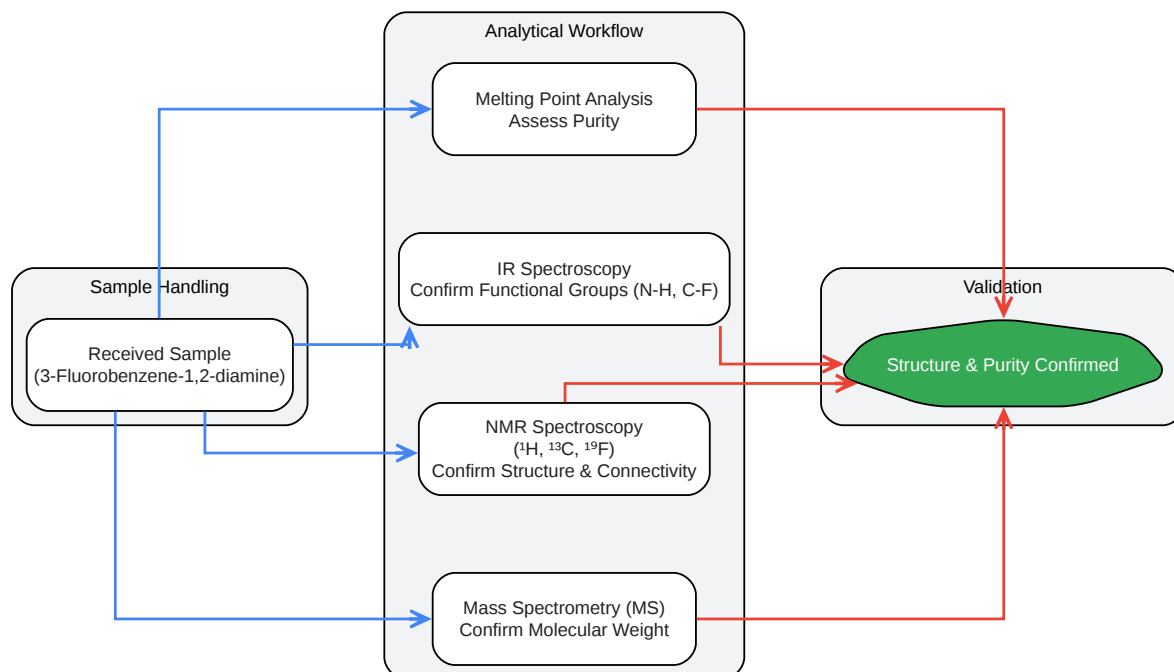 Analytical Workflow
Melting Point Analysis
Assess Purity
IR Spectroscopy
Confirm Functional Groups (N-H, C-F)
Sample Handling
Received Sample
(3-Fluorobenzene-1,2-diamine)
Validation
Structure & Purity Confirmed
NMR Spectroscopy
(¹H, ¹³C, ¹⁹F)
Confirm Structure & Connectivity
Mass Spectrometry (MS)
Confirm Molecular Weight